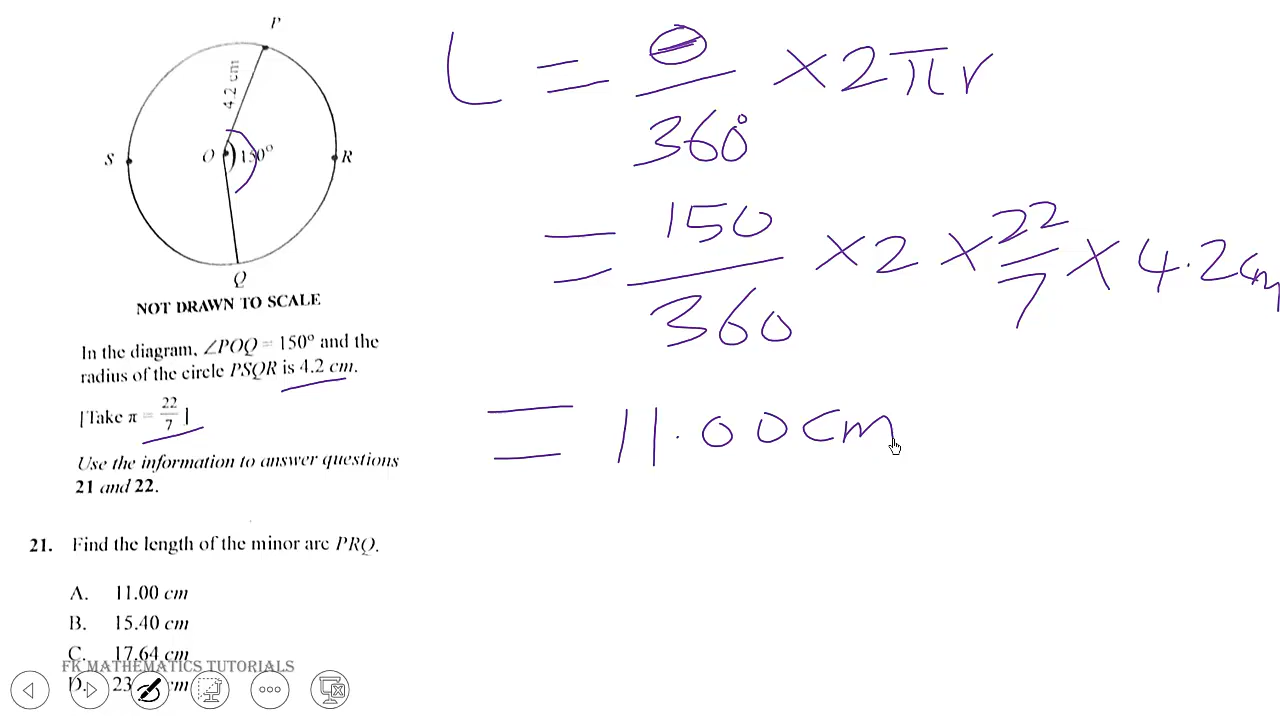 P
4.2 cm
S
O
150°
R
Q
NOT DRAWN TO SCALE
In the diagram, ∠POQ = 150° and the
radius of the circle PSQR is 4.2 cm.
[Take π = 22/7]
Use the information to answer questions
21 and 22.
21. Find the length of the minor arc PRQ.
A. 11.00 cm
B. 15.40 cm
C. 17.64 cm
FK MATHEMATICS TUTORIALS
D. 23 cm
L = θ/360° × 2πr
= 150/360 × 2 × 22/7 × 4.2cm
= 11.00cm